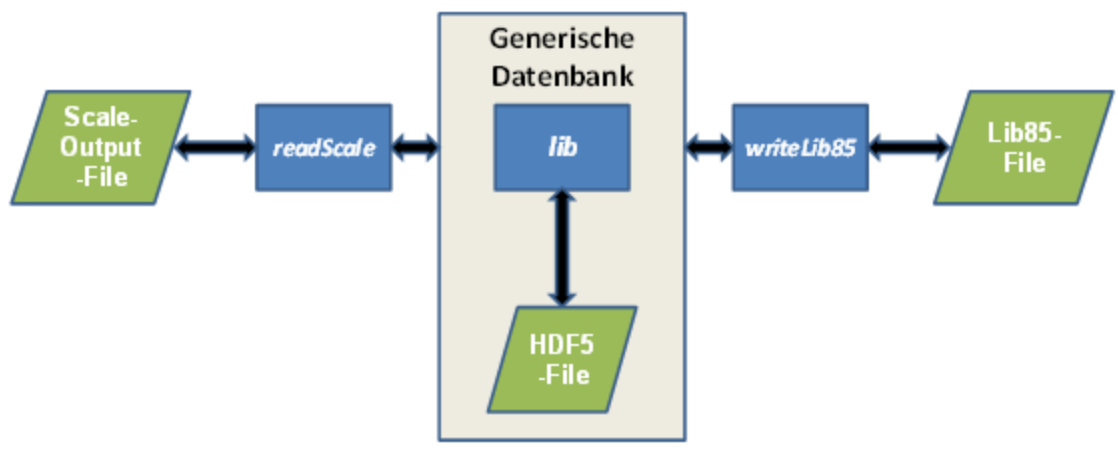 Generische
Datenbank
Scale-
Output
-File
readScale
lib
writeLib85
Lib85-
File
HDF5
-File